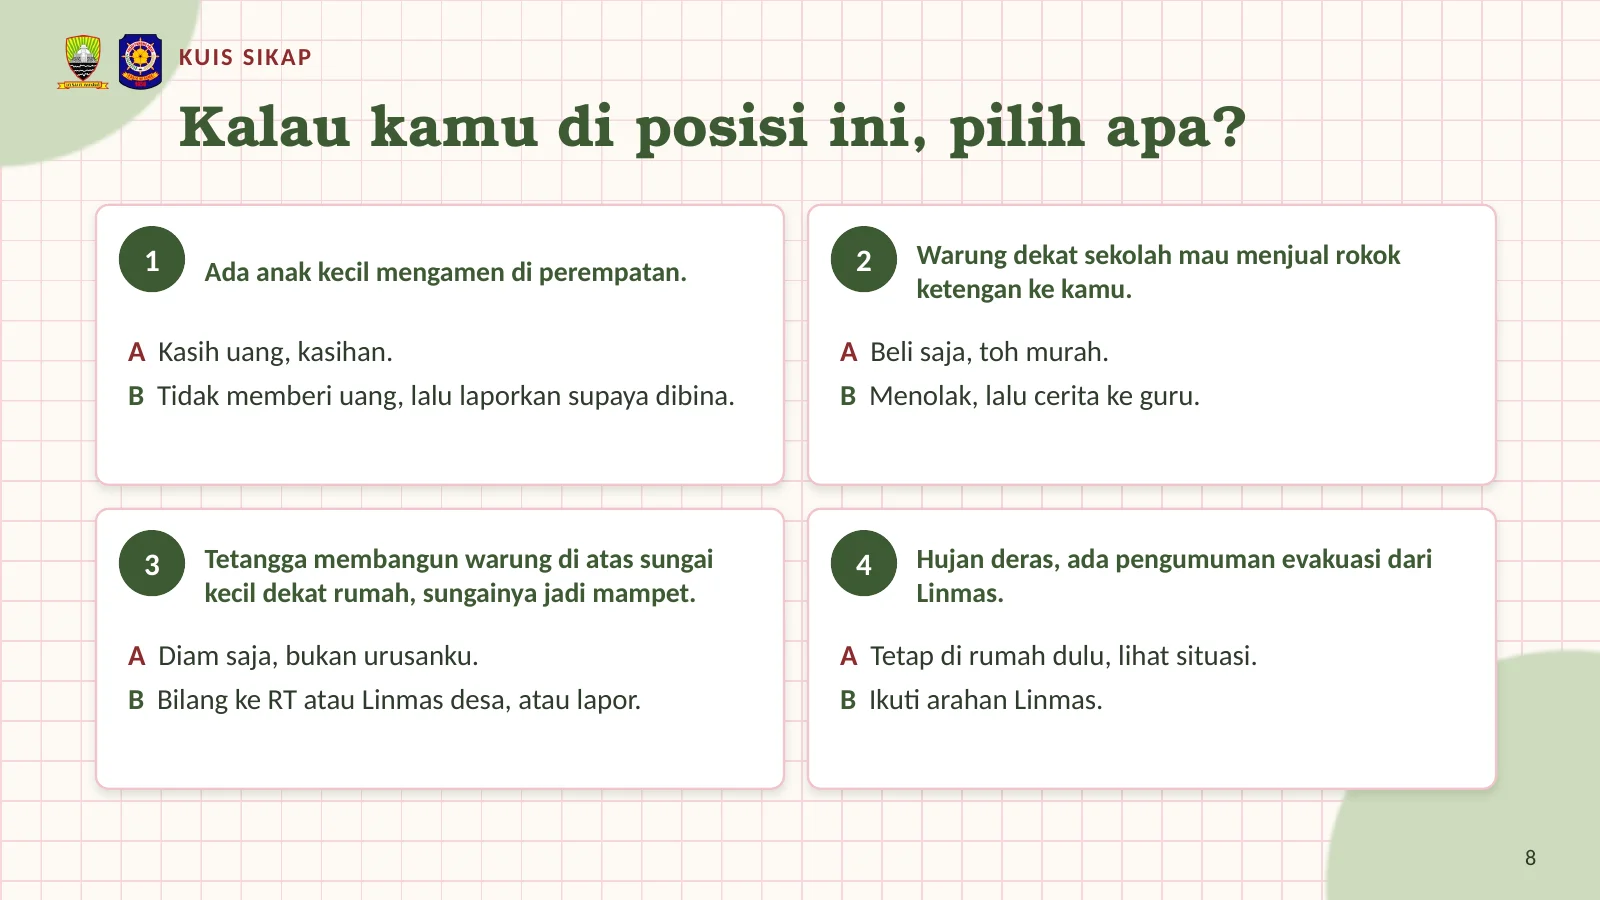 KUIS SIKAP
Kalau kamu di posisi ini, pilih apa?
1
Ada anak kecil mengamen di perempatan.
A Kasih uang, kasihan.
B Tidak memberi uang, lalu laporkan supaya dibina.
2
Warung dekat sekolah mau menjual rokok
ketengan ke kamu.
A Beli saja, toh murah.
B Menolak, lalu cerita ke guru.
3
Tetangga membangun warung di atas sungai
kecil dekat rumah, sungainya jadi mampet.
A Diam saja, bukan urusanku.
B Bilang ke RT atau Linmas desa, atau lapor.
4
Hujan deras, ada pengumuman evakuasi dari
Linmas.
A Tetap di rumah dulu, lihat situasi.
B Ikuti arahan Linmas.
8